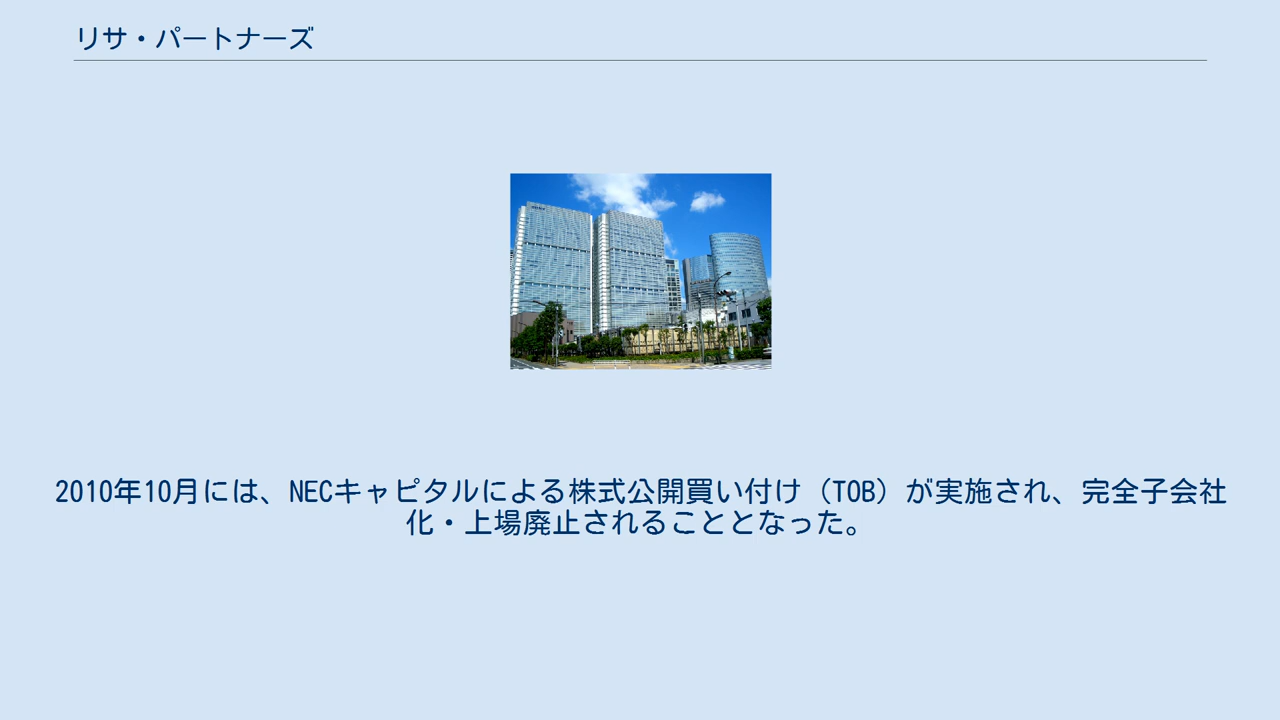 リサ・パートナーズ
2010年10月には、NECキャピタルによる株式公開買い付け（TOB）が実施され、完全子会社
化・上場廃止されることとなった。